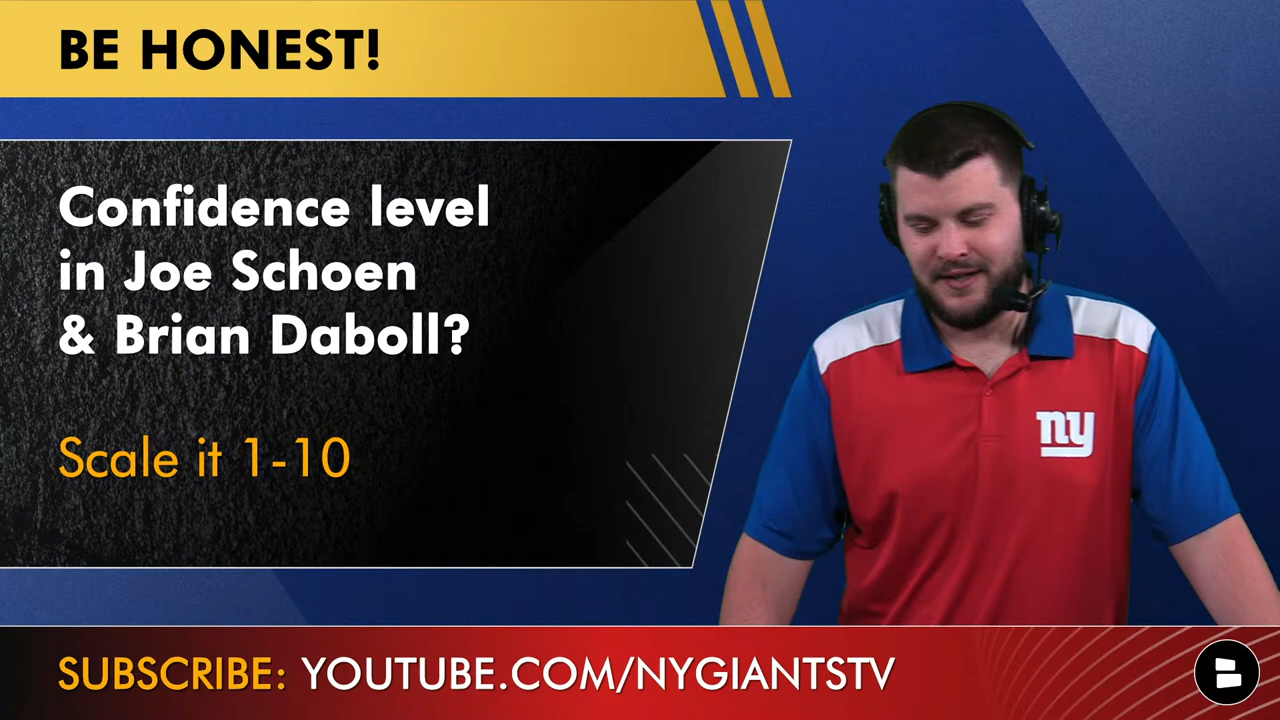 BE HONEST!
Confidence level
in Joe Schoen
& Brian Daboll?
Scale it 1-10
ny
SUBSCRIBE: YOUTUBE.COM/NYGIANTSTV